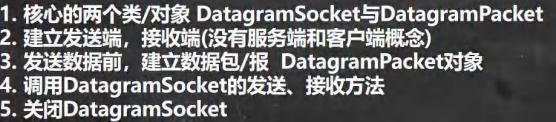 1. 核心的两个类/对象 DatagramSocket与DatagramPacket
2. 建立发送端，接收端(没有服务端和客户端概念)
3. 发送数据前，建立数据包/报 DatagramPacket对象
4. 调用DatagramSocket的发送、接收方法
5. 关闭DatagramSocket